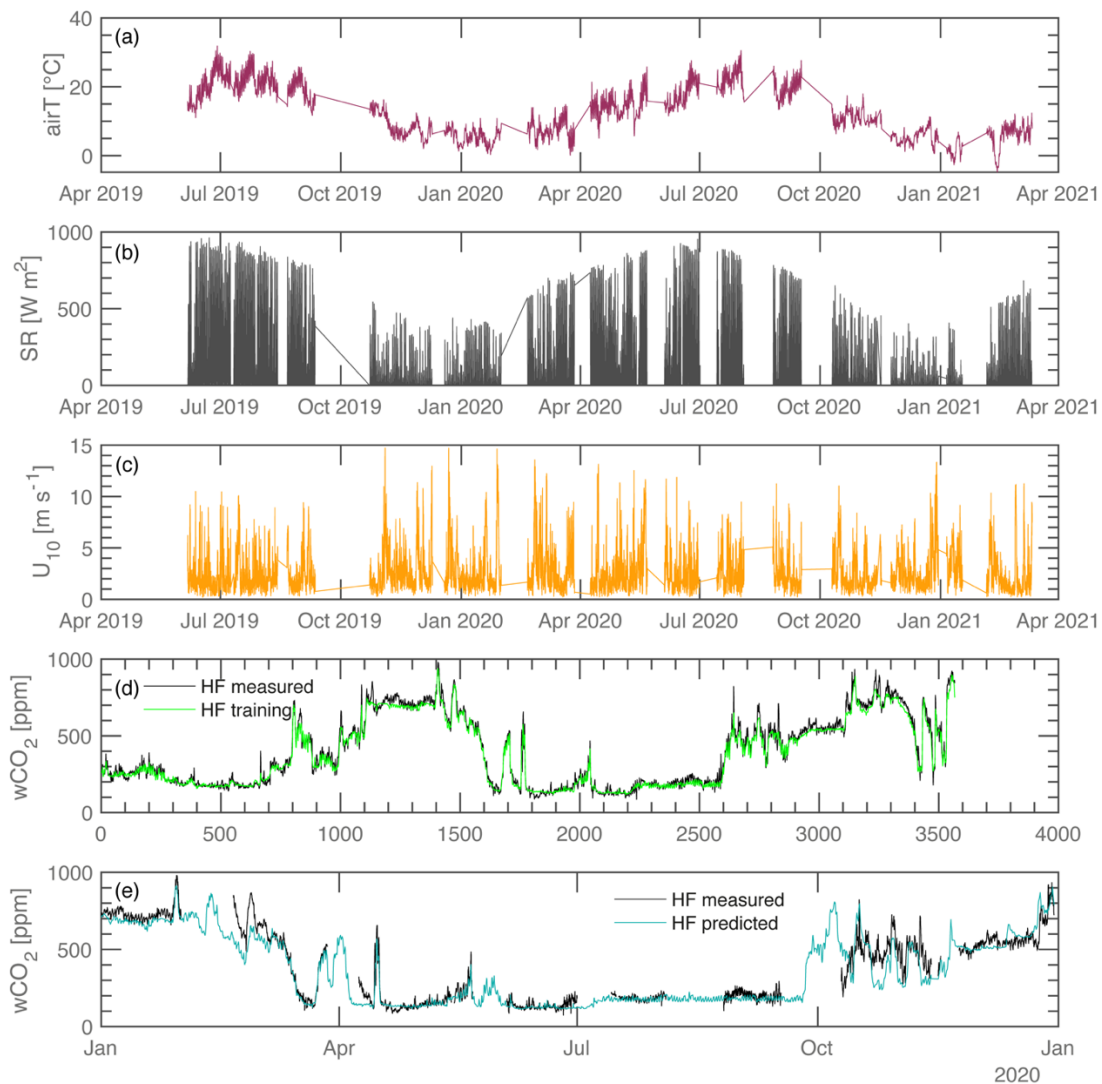 40
(a)
20
0
airT [°C]
Apr 2019 Jul 2019 Oct 2019 Jan 2020 Apr 2020 Jul 2020 Oct 2020 Jan 2021 Apr 2021
1000
(b)
500
0
SR [W m²]
Apr 2019 Jul 2019 Oct 2019 Jan 2020 Apr 2020 Jul 2020 Oct 2020 Jan 2021 Apr 2021
15
(c)
10
5
0
U₁₀ [m s⁻¹]
Apr 2019 Jul 2019 Oct 2019 Jan 2020 Apr 2020 Jul 2020 Oct 2020 Jan 2021 Apr 2021
1000
(d)
HF measured
HF training
500
0
wCO₂ [ppm]
0 500 1000 1500 2000 2500 3000 3500 4000
1000
(e)
HF measured
HF predicted
500
0
wCO₂ [ppm]
Jan Apr Jul Oct Jan
2020